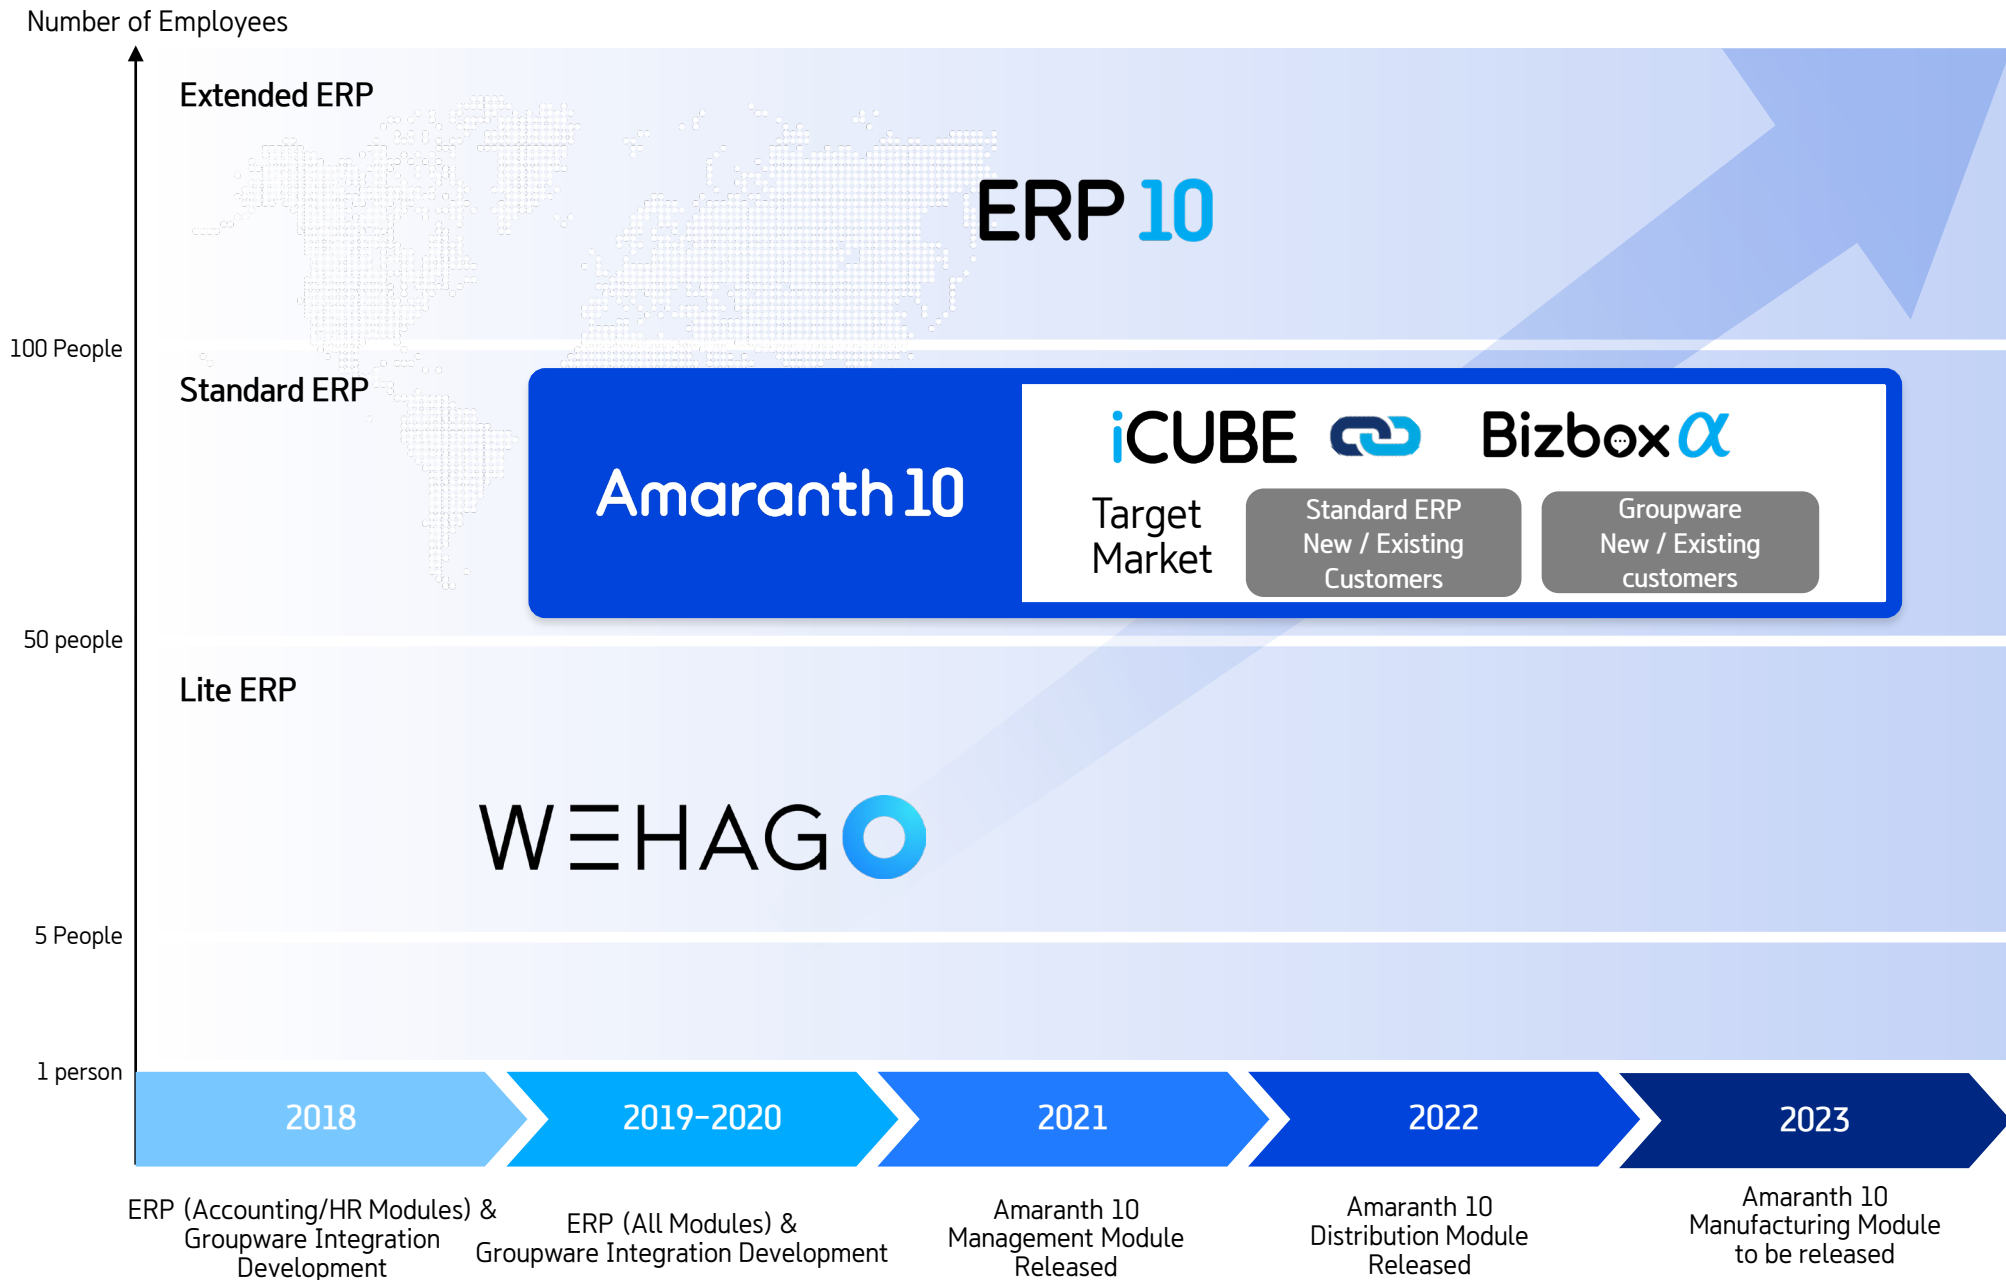 Number of Employees
Extended ERP
ERP 10
100 People
Standard ERP
Amaranth 10
iCUBE
Bizbox α
Target
Market
Standard ERP
New / Existing
Customers
Groupware
New / Existing
customers
50 people
Lite ERP
WEHAGO
5 People
1 person
2018
2019-2020
2021
2022
2023
ERP (Accounting/HR Modules) &
Groupware Integration
Development
ERP (All Modules) &
Groupware Integration Development
Amaranth 10
Management Module
Released
Amaranth 10
Distribution Module
Released
Amaranth 10
Manufacturing Module
to be released